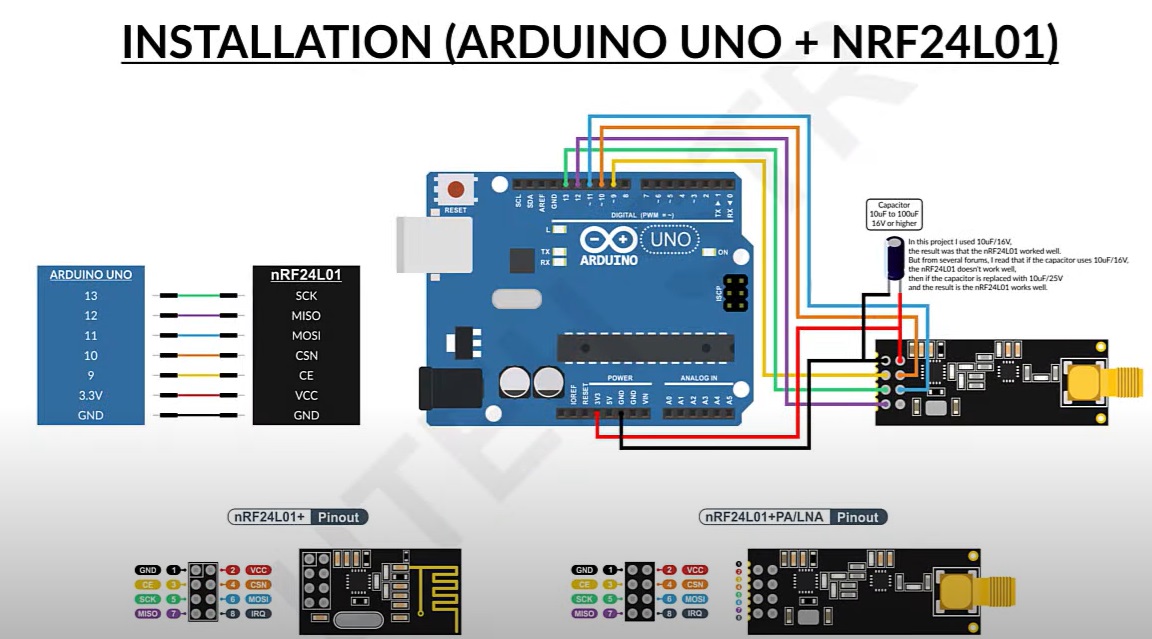 INSTALLATION (ARDUINO UNO + NRF24L01)
ARDUINO UNO
nRF24L01
13
SCK
12
MISO
11
MOSI
10
CSN
9
CE
3.3V
VCC
GND
GND
RESET
SCL
SDA
AREF
GND
13
12
~11
~10
~9
8
7
~6
~5
4
~3
2
TX 1
RX 0
DIGITAL (PWM = ~)
L
TX
RX
UNO
ON
ARDUINO
ISCP
POWER
ANALOG IN
IOREF
RESET
3V3
5V
GND
GND
VIN
A0
A1
A2
A3
A4
A5
Capacitor
10uF to 100uF
16V or higher
In this project I used 10uF/16V,
the result was that the nRF24L01 worked well.
But from several forums, I read that if the capacitor uses 10uF/16V,
the nRF24L01 doesn't work well,
then if the capacitor is replaced with 10uF/25V
and the result is the nRF24L01 works well.
nRF24L01+ Pinout
GND 1 2 VCC
CE 3 4 CSN
SCK 5 6 MOSI
MISO 7 8 IRQ
nRF24L01+PA/LNA Pinout
GND 1 2 VCC
CE 3 4 CSN
SCK 5 6 MOSI
MISO 7 8 IRQ